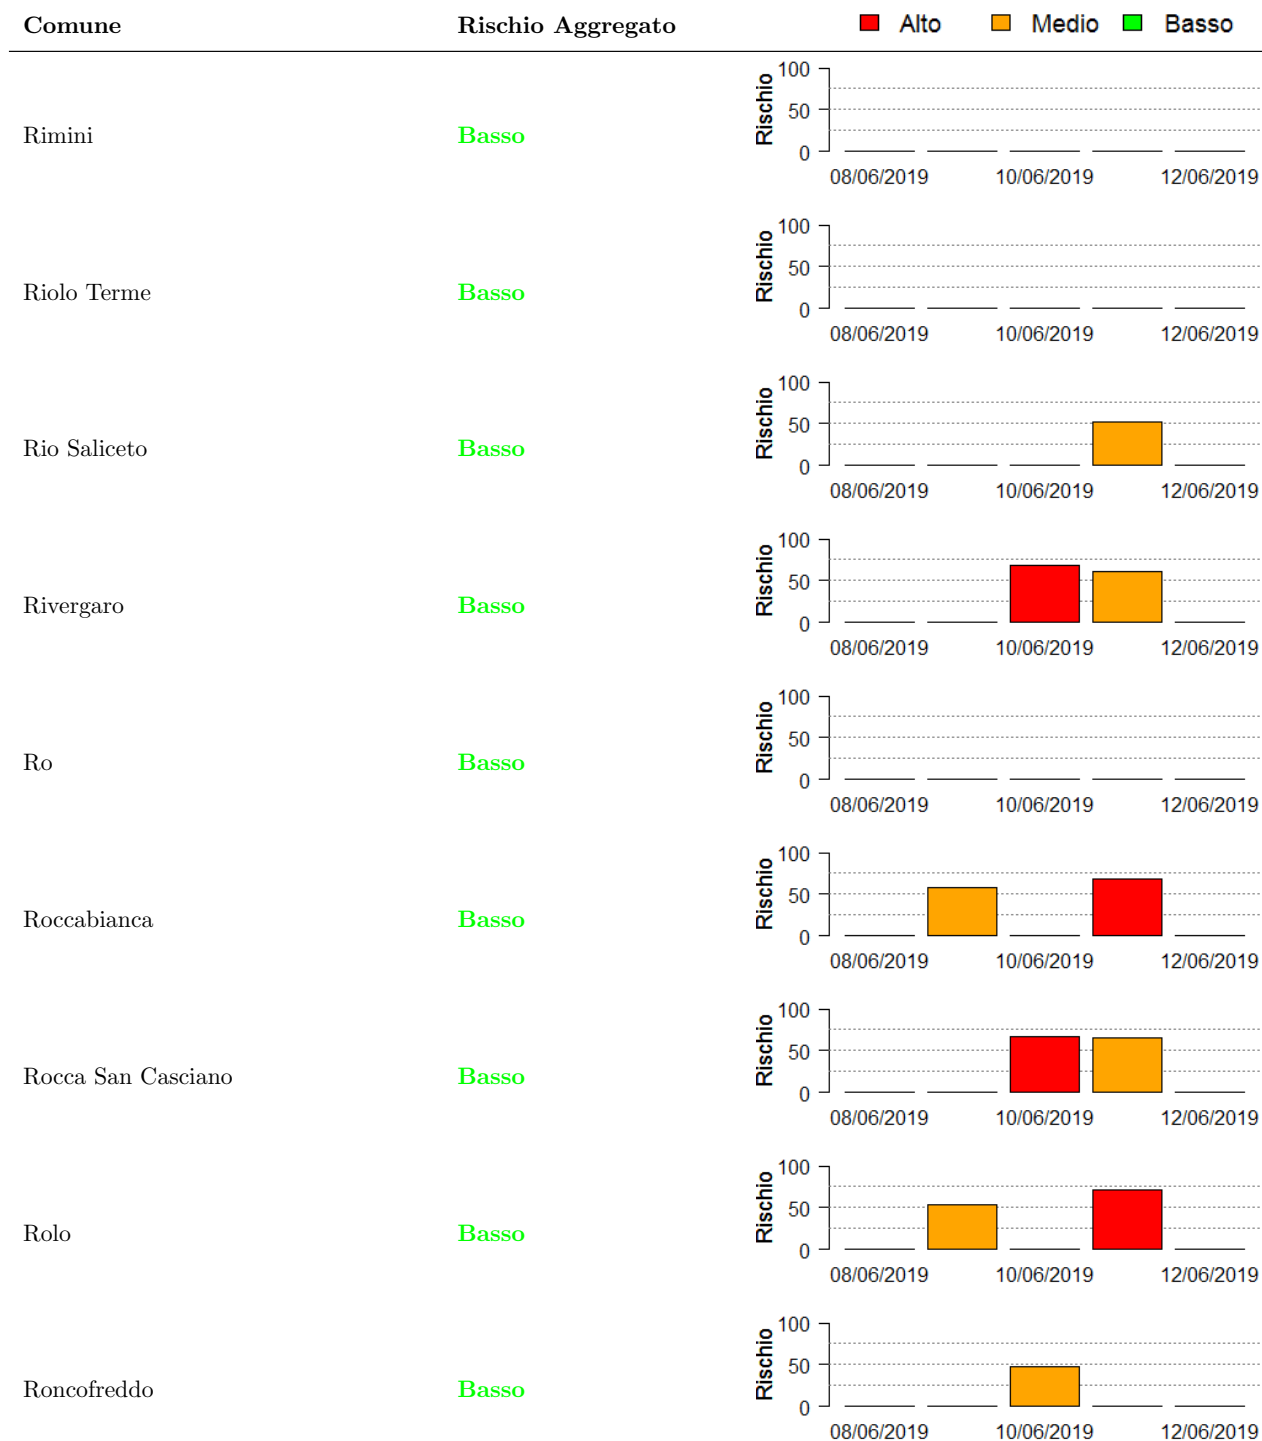 Comune Rischio Aggregato Alto Medio Basso
100
50
0
Rischio
Rimini Basso
08/06/2019 10/06/2019 12/06/2019
100
50
0
Rischio
Riolo Terme Basso
08/06/2019 10/06/2019 12/06/2019
100
50
0
Rischio
Rio Saliceto Basso
08/06/2019 10/06/2019 12/06/2019
100
50
0
Rischio
Rivergaro Basso
08/06/2019 10/06/2019 12/06/2019
100
50
0
Rischio
Ro Basso
08/06/2019 10/06/2019 12/06/2019
100
50
0
Rischio
Roccabianca Basso
08/06/2019 10/06/2019 12/06/2019
100
50
0
Rischio
Rocca San Casciano Basso
08/06/2019 10/06/2019 12/06/2019
100
50
0
Rischio
Rolo Basso
08/06/2019 10/06/2019 12/06/2019
100
50
0
Rischio
Roncofreddo Basso
08/06/2019 10/06/2019 12/06/2019